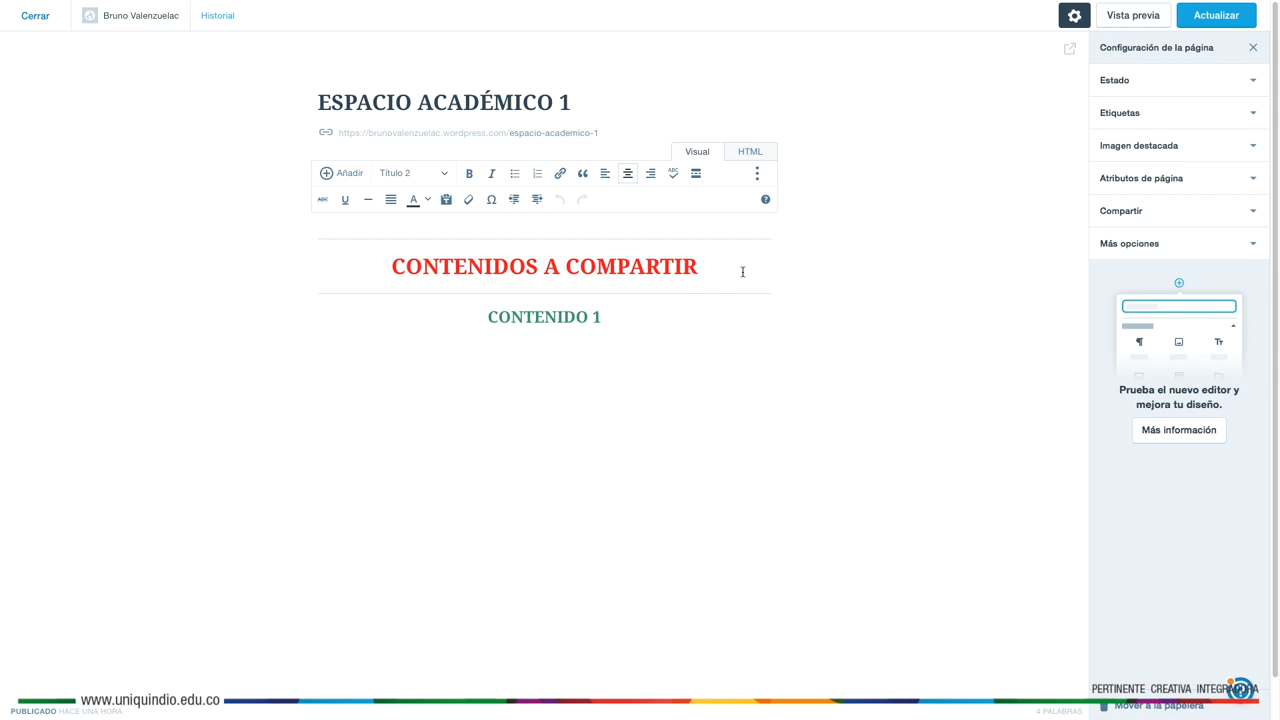 Cerrar
Bruno Valenzuelac
Historial
Vista previa
Actualizar
Configuración de la página
Estado
Etiquetas
Imagen destacada
Atributos de página
Compartir
Más opciones
ESPACIO ACADÉMICO 1
https://brunovalenzuelac.wordpress.com/espacio-academico-1
Visual
HTML
Añadir
Título 2
CONTENIDOS A COMPARTIR
CONTENIDO 1
Prueba el nuevo editor y
mejora tu diseño.
Más información
www.uniquindio.edu.co
PERTINENTE CREATIVA INTEGRADORA
PUBLICADO HACE UNA HORA
4 PALABRAS
Mover a la papelera